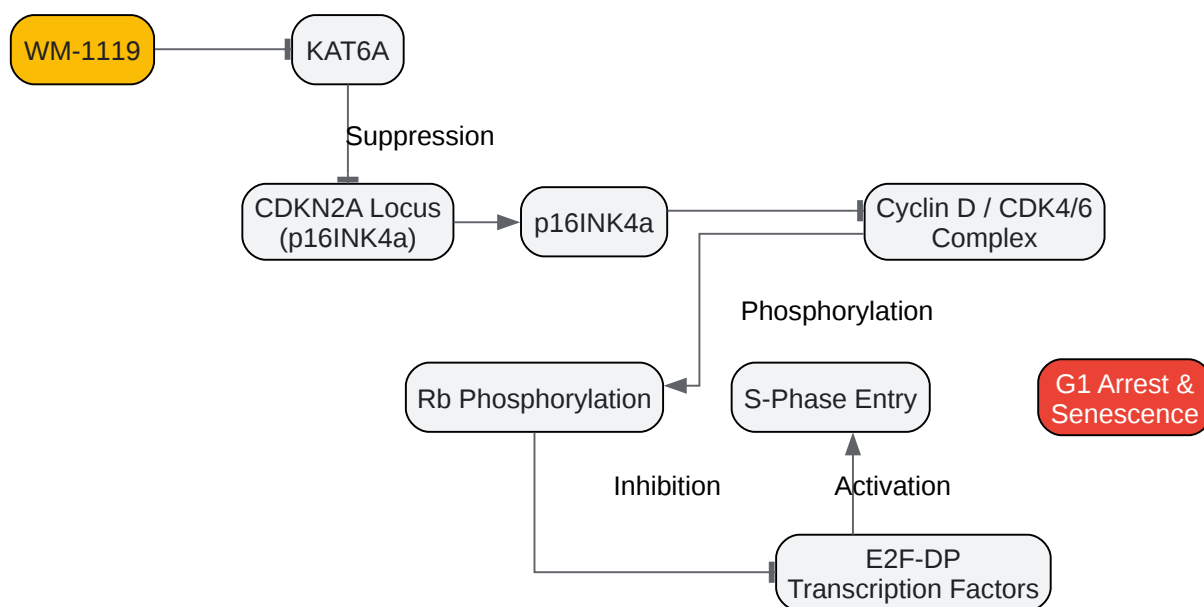 WM-1119
KAT6A
Suppression
CDKN2A Locus
(p16INK4a)
p16INK4a
Cyclin D / CDK4/6
Complex
Phosphorylation
Rb Phosphorylation
S-Phase Entry
G1 Arrest &
Senescence
Inhibition
Activation
E2F-DP
Transcription Factors